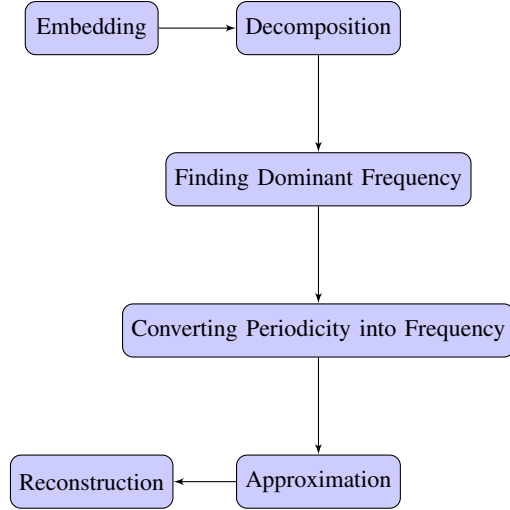 Embedding
Decomposition
Finding Dominant Frequency
Converting Periodicity into Frequency
Approximation
Reconstruction